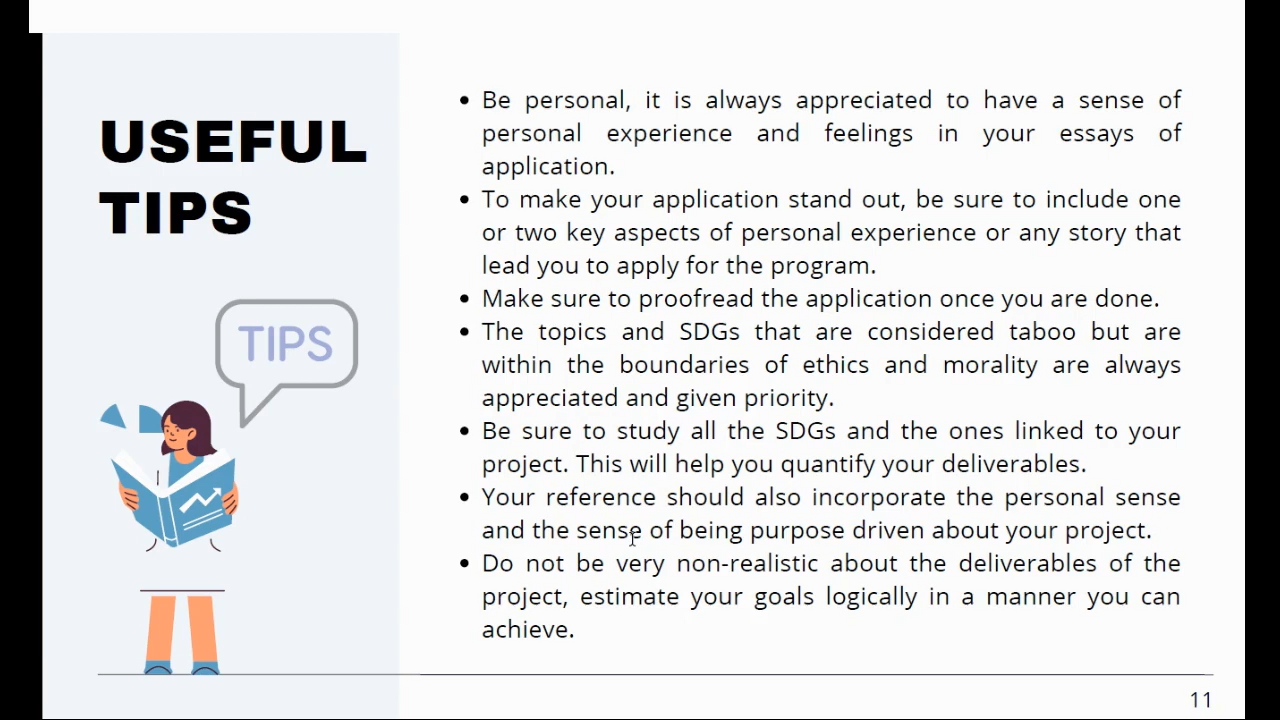 USEFUL
TIPS
TIPS
• Be personal, it is always appreciated to have a sense of
personal experience and feelings in your essays of
application.
• To make your application stand out, be sure to include one
or two key aspects of personal experience or any story that
lead you to apply for the program.
• Make sure to proofread the application once you are done.
• The topics and SDGs that are considered taboo but are
within the boundaries of ethics and morality are always
appreciated and given priority.
• Be sure to study all the SDGs and the ones linked to your
project. This will help you quantify your deliverables.
• Your reference should also incorporate the personal sense
and the sense of being purpose driven about your project.
• Do not be very non-realistic about the deliverables of the
project, estimate your goals logically in a manner you can
achieve.
11